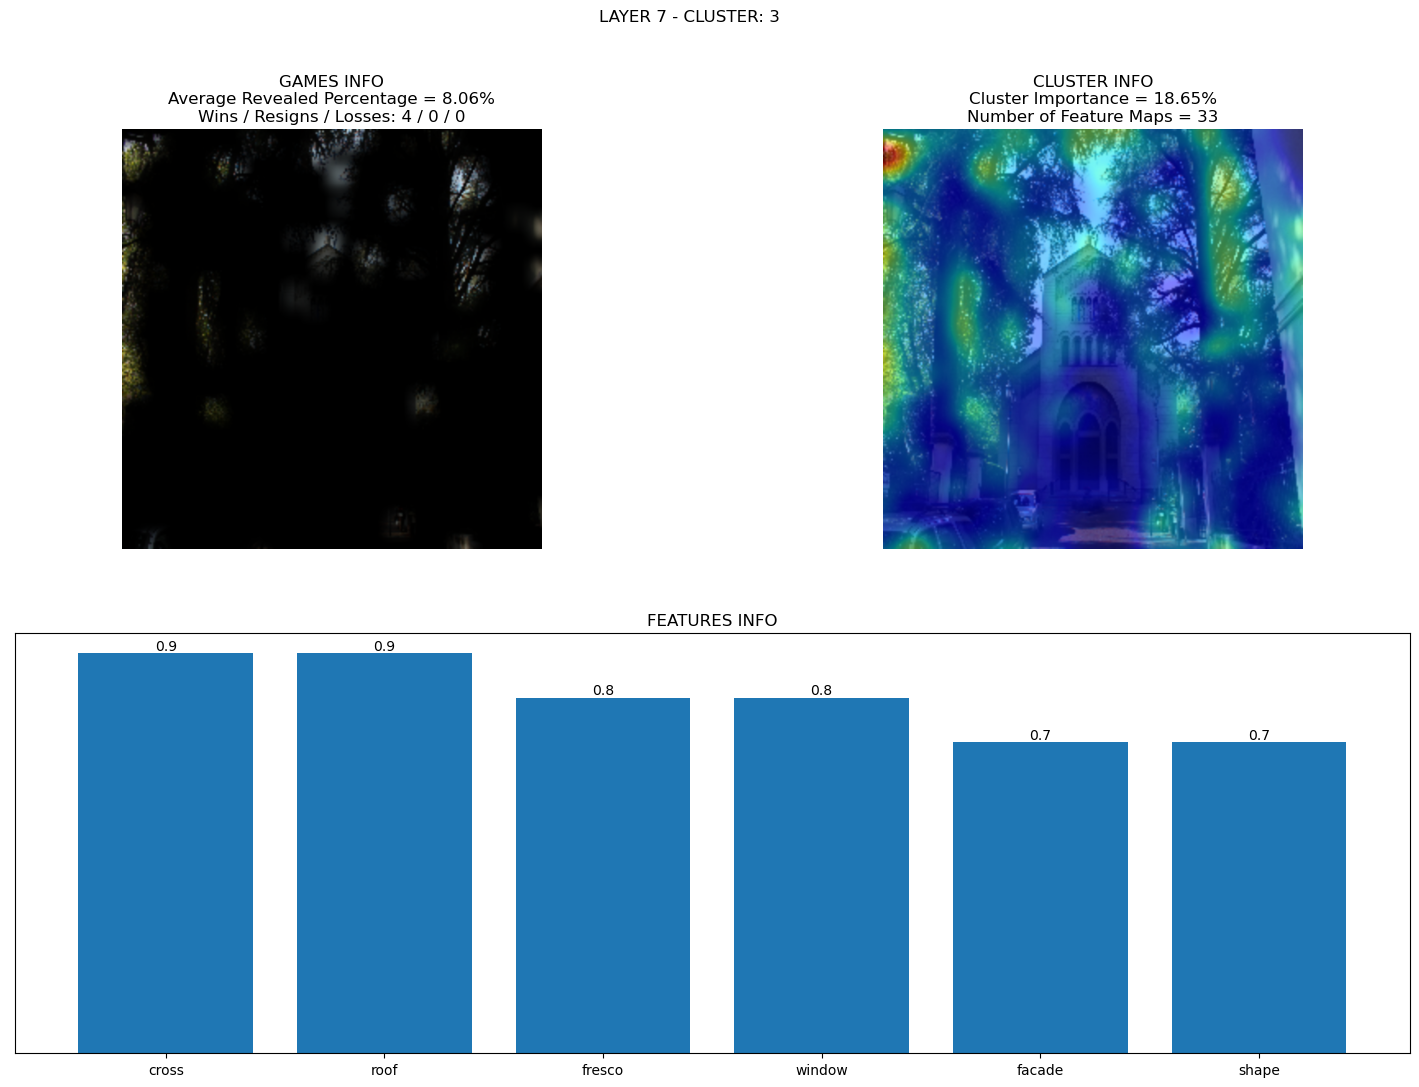 LAYER 7 - CLUSTER: 3
GAMES INFO
Average Revealed Percentage = 8.06%
Wins / Resigns / Losses: 4 / 0 / 0
CLUSTER INFO
Cluster Importance = 18.65%
Number of Feature Maps = 33
FEATURES INFO
0.9 0.9 0.8 0.8 0.7 0.7
cross roof fresco window facade shape